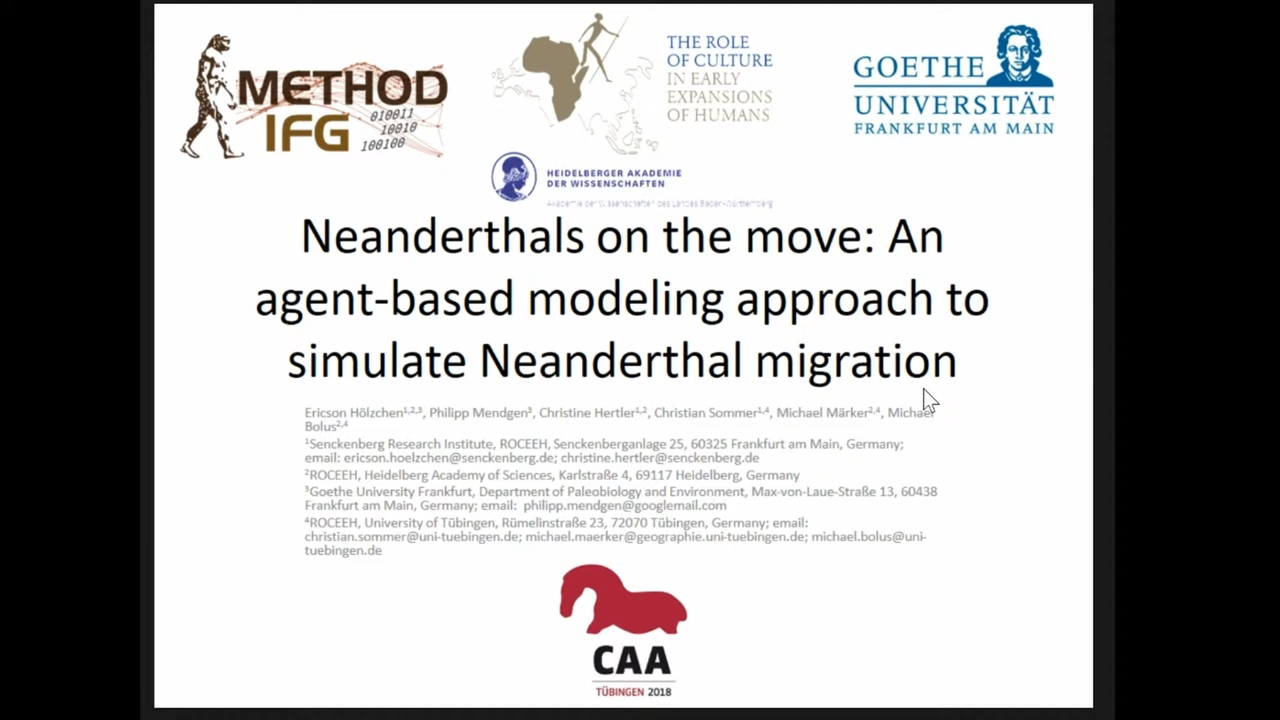 METHOD
IFG
010011
10010
100100
THE ROLE
OF CULTURE
IN EARLY
EXPANSIONS
OF HUMANS
HEIDELBERGER AKADEMIE
DER WISSENSCHAFTEN
Akademie der Wissenschaften des Landes Baden-Württemberg
GOETHE
UNIVERSITÄT
FRANKFURT AM MAIN
Neanderthals on the move: An
agent-based modeling approach to
simulate Neanderthal migration
Ericson Hölzchen1,2,3, Philipp Mendgen3, Christine Hertler1,2, Christian Sommer1,4, Michael Märker2,4, Michael
Bolus2,4
1Senckenberg Research Institute, ROCEEH, Senckenberganlage 25, 60325 Frankfurt am Main, Germany;
email: ericson.hoelzchen@senckenberg.de; christine.hertler@senckenberg.de
2ROCEEH, Heidelberg Academy of Sciences, Karlstraße 4, 69117 Heidelberg, Germany
3Goethe University Frankfurt, Department of Paleobiology and Environment, Max-von-Laue-Straße 13, 60438
Frankfurt am Main, Germany; email: philipp.mendgen@googlemail.com
4ROCEEH, University of Tübingen, Rümelinstraße 23, 72070 Tübingen, Germany; email:
christian.sommer@uni-tuebingen.de; michael.maerker@geographie.uni-tuebingen.de; michael.bolus@uni-
tuebingen.de
CAA
TÜBINGEN 2018